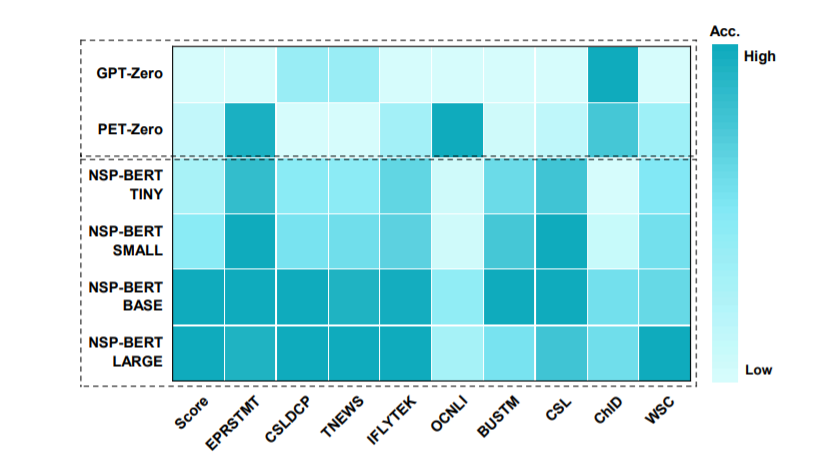 Acc.
High
GPT-Zero
PET-Zero
NSP-BERT
TINY
NSP-BERT
SMALL
NSP-BERT
BASE
NSP-BERT
LARGE
Low
Score
EPRSTMT
CSLDCP
TNEWS
IFLYTEK
OCNLI
BUSTM
CSL
ChID
WSC